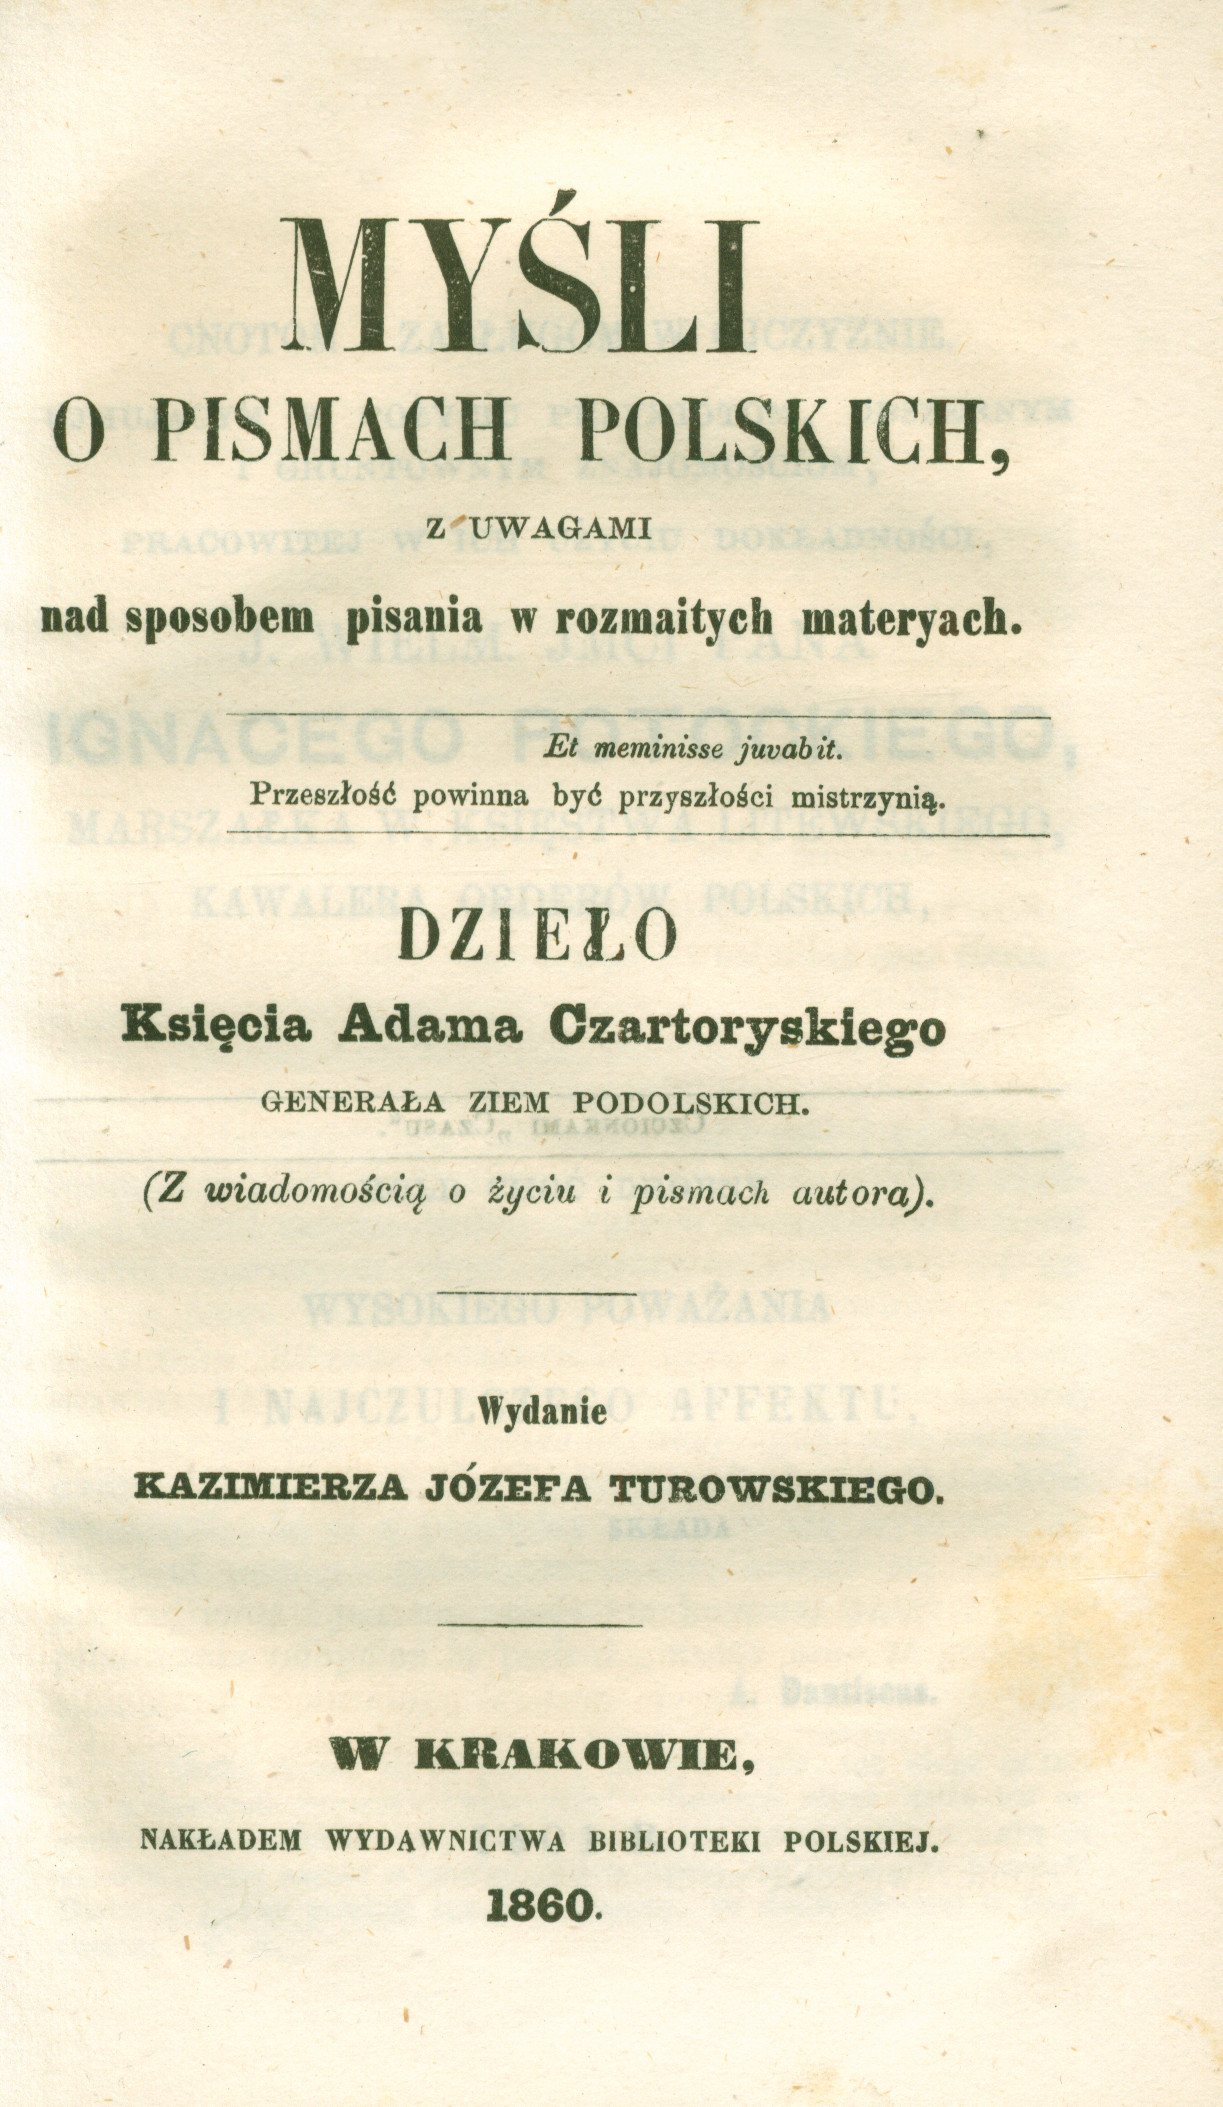 MYŚLI
O PISMACH POLSKICH,
Z UWAGAMI
nad sposobem pisania w rozmaitych materyach.
Et meminisse juvabit.
Przeszłość powinna być przyszłości mistrzynią.
DZIEŁO
Księcia Adama Czartoryskiego
GENERAŁA ZIEM PODOLSKICH.
(Z wiadomością o życiu i pismach autora).
Wydanie
KAZIMIERZA JÓZEFA TUROWSKIEGO.
W KRAKOWIE,
NAKŁADEM WYDAWNICTWA BIBLIOTEKI POLSKIEJ.
1860.